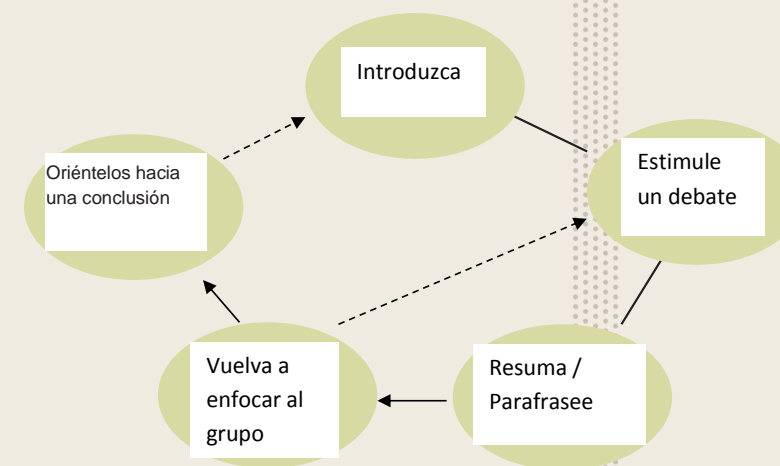 Introduzca
Estimule
un debate
Resuma /
Parafrasee
Vuelva a
enfocar al
grupo
Oriéntelos hacia
una conclusión